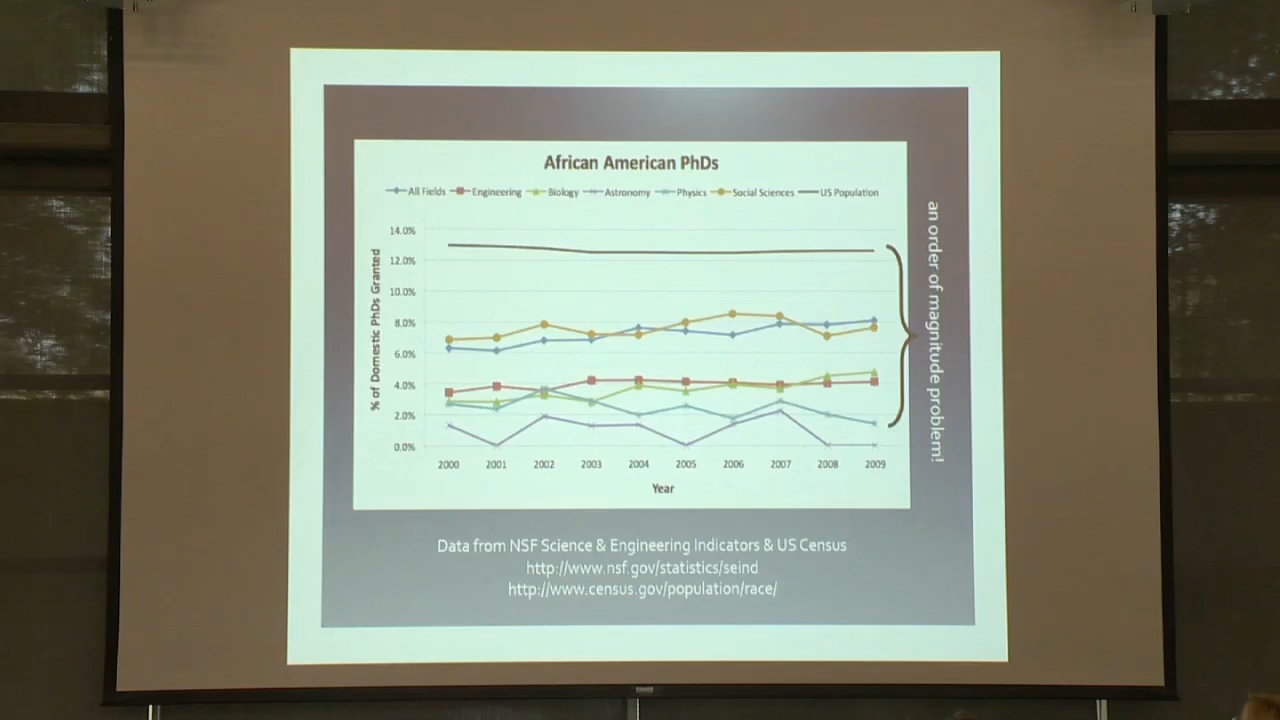 African American PhDs
All Fields Engineering Biology Astronomy Physics Social Sciences US Population
% of Domestic PhDs Granted
14.0%
12.0%
10.0%
8.0%
6.0%
4.0%
2.0%
0.0%
2000 2001 2002 2003 2004 2005 2006 2007 2008 2009
Year
an order of magnitude problem!
Data from NSF Science & Engineering Indicators & US Census
http://www.nsf.gov/statistics/seind
http://www.census.gov/population/race/